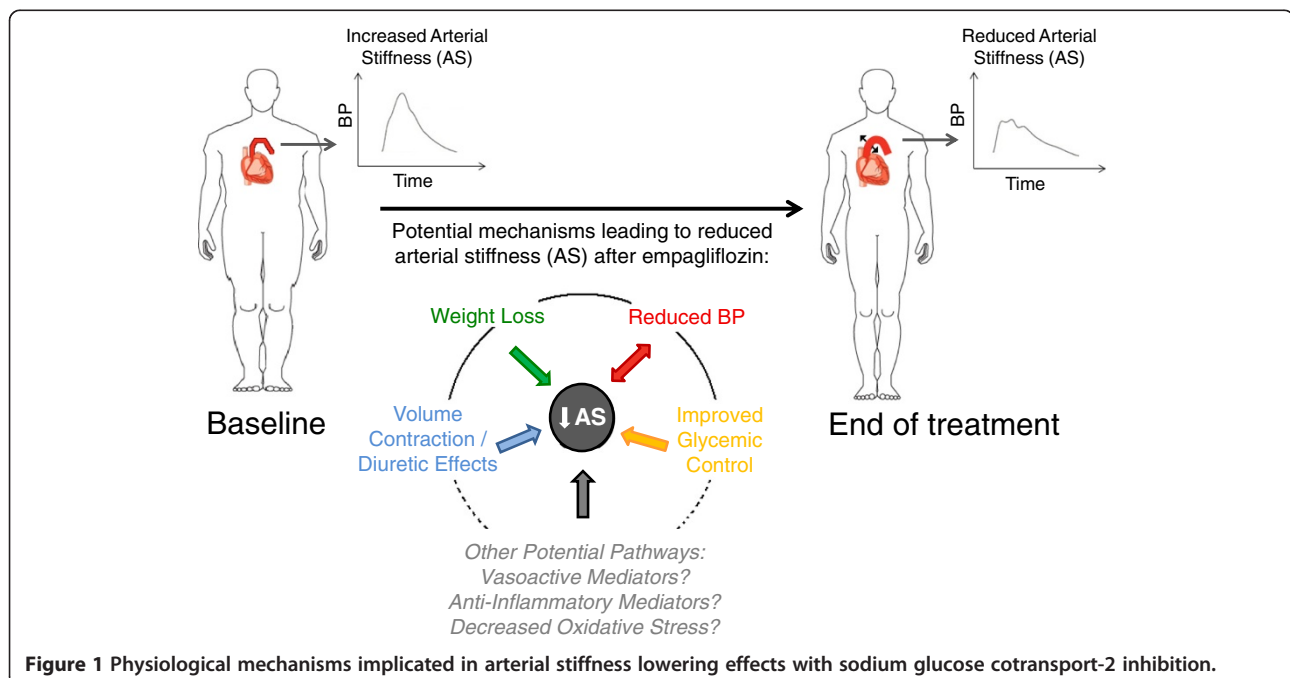 Increased Arterial
Stiffness (AS)
BP
Time
Reduced Arterial
Stiffness (AS)
BP
Time
Potential mechanisms leading to reduced
arterial stiffness (AS) after empagliflozin:
Baseline
End of treatment
Weight Loss
Reduced BP
↓ AS
Volume
Contraction /
Diuretic Effects
Improved
Glycemic
Control
Other Potential Pathways:
Vasoactive Mediators?
Anti-Inflammatory Mediators?
Decreased Oxidative Stress?
Figure 1 Physiological mechanisms implicated in arterial stiffness lowering effects with sodium glucose cotransport-2 inhibition.